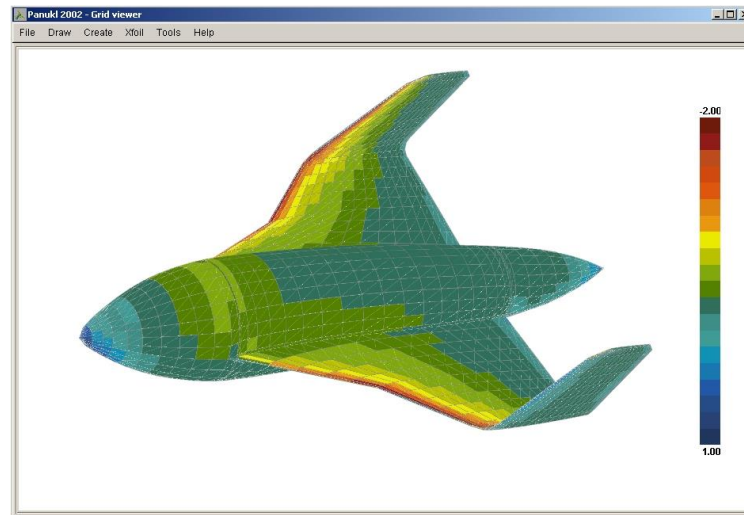 Panukl 2002 - Grid viewer
File Draw Create Xfoil Tools Help
-2.00
1.00